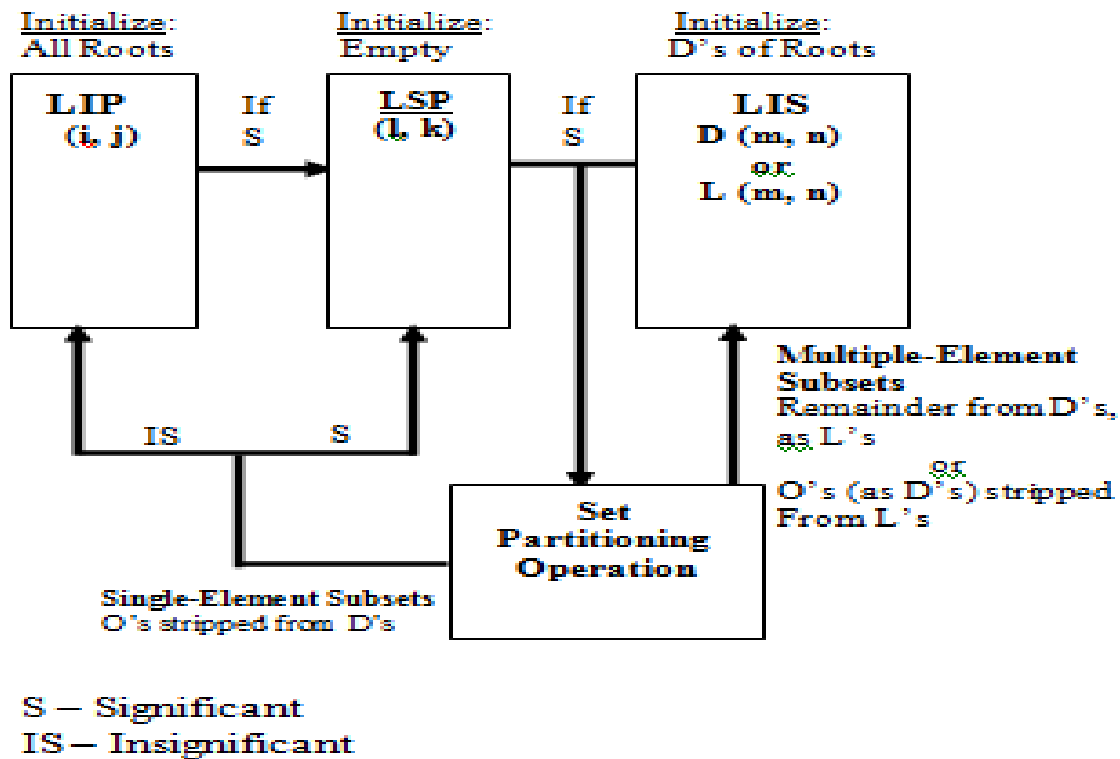 Initialize:
All Roots
Initialize:
Empty
Initialize:
D's of Roots
LIP
(i, j)
If
S
LSP
(l, k)
If
S
LIS
D (m, n)
or
L (m, n)
Multiple-Element
Subsets
Remainder from D's,
as L's
or
O's (as D's) stripped
From L's
IS
S
Set
Partitioning
Operation
Single-Element Subsets
O's stripped from D's
S – Significant
IS – Insignificant